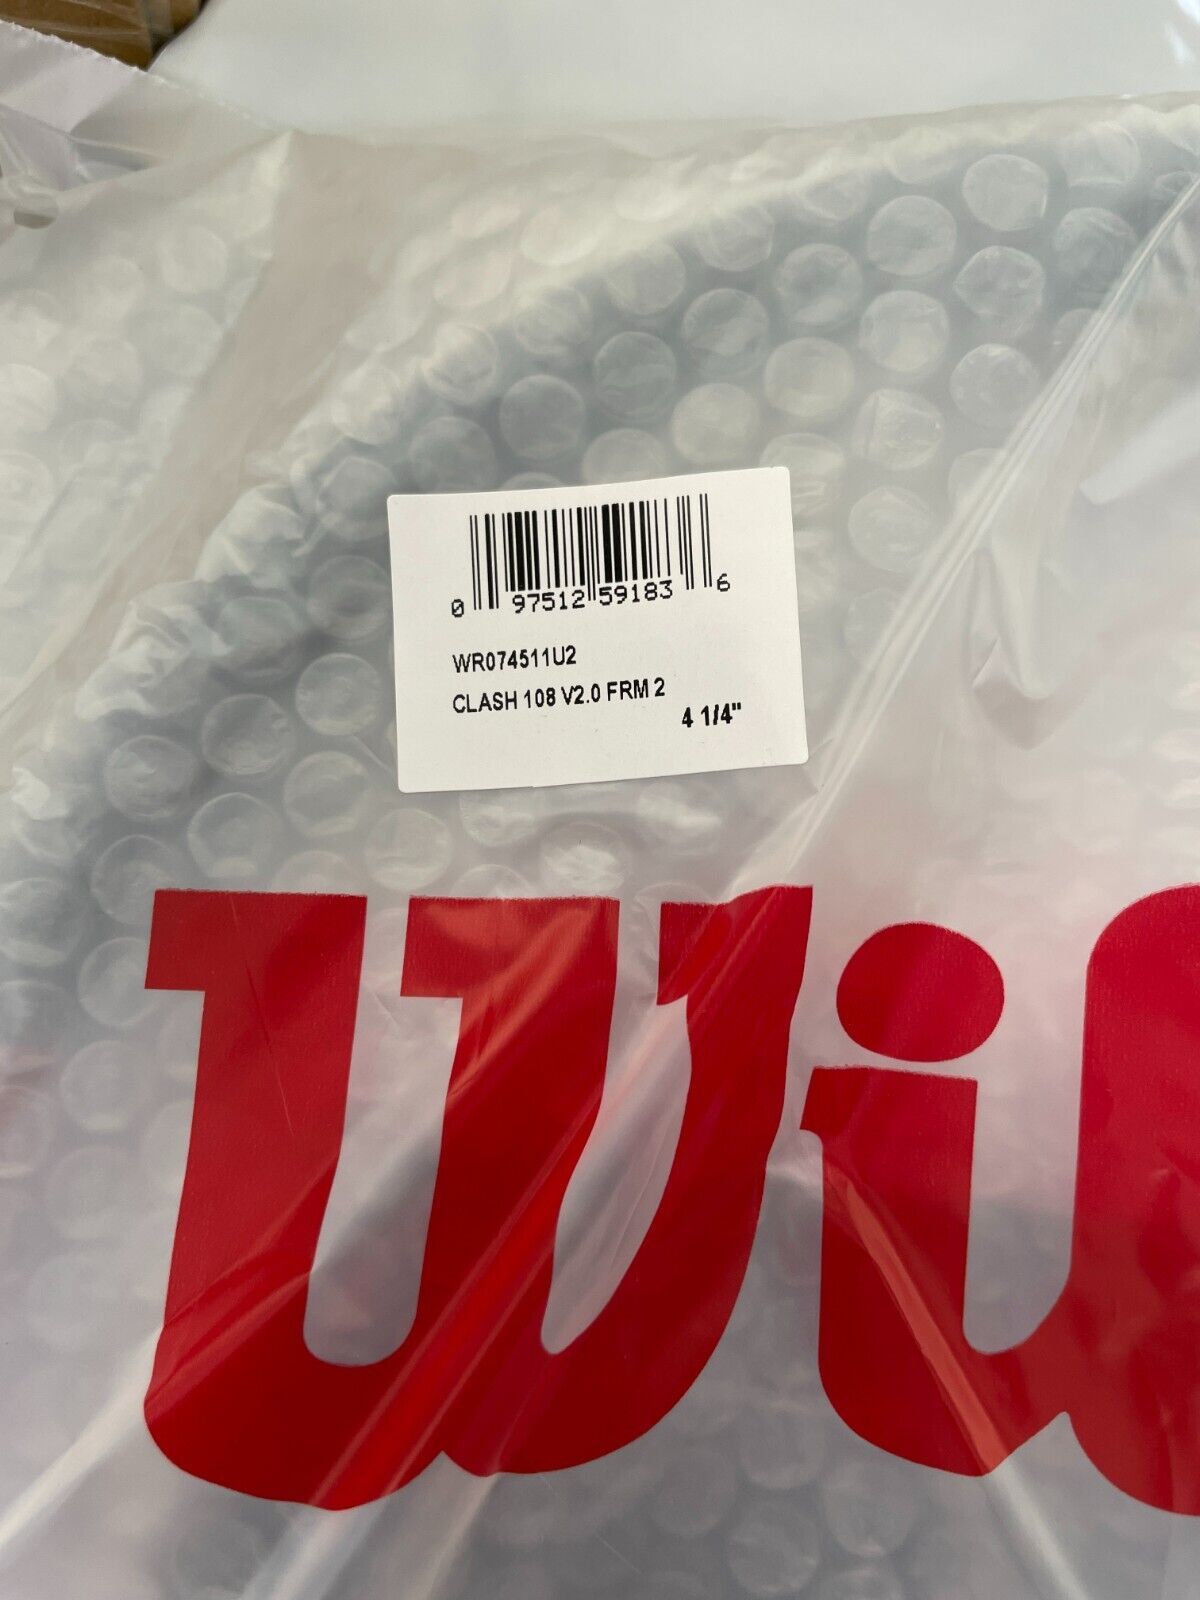 0 97512 59183 6
WR074511U2
CLASH 108 V2.0 FRM 2
4 1/4"
Wil